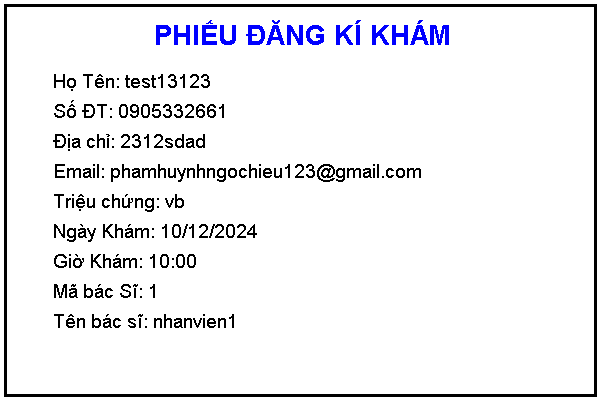 PHIẾU ĐĂNG KÍ KHÁM
Họ Tên: test13123
Số ĐT: 0905332661
Địa chỉ: 2312sdad
Email: phamhuynhngochieu123@gmail.com
Triệu chứng: vb
Ngày Khám: 10/12/2024
Giờ Khám: 10:00
Mã bác Sĩ: 1
Tên bác sĩ: nhanvien1